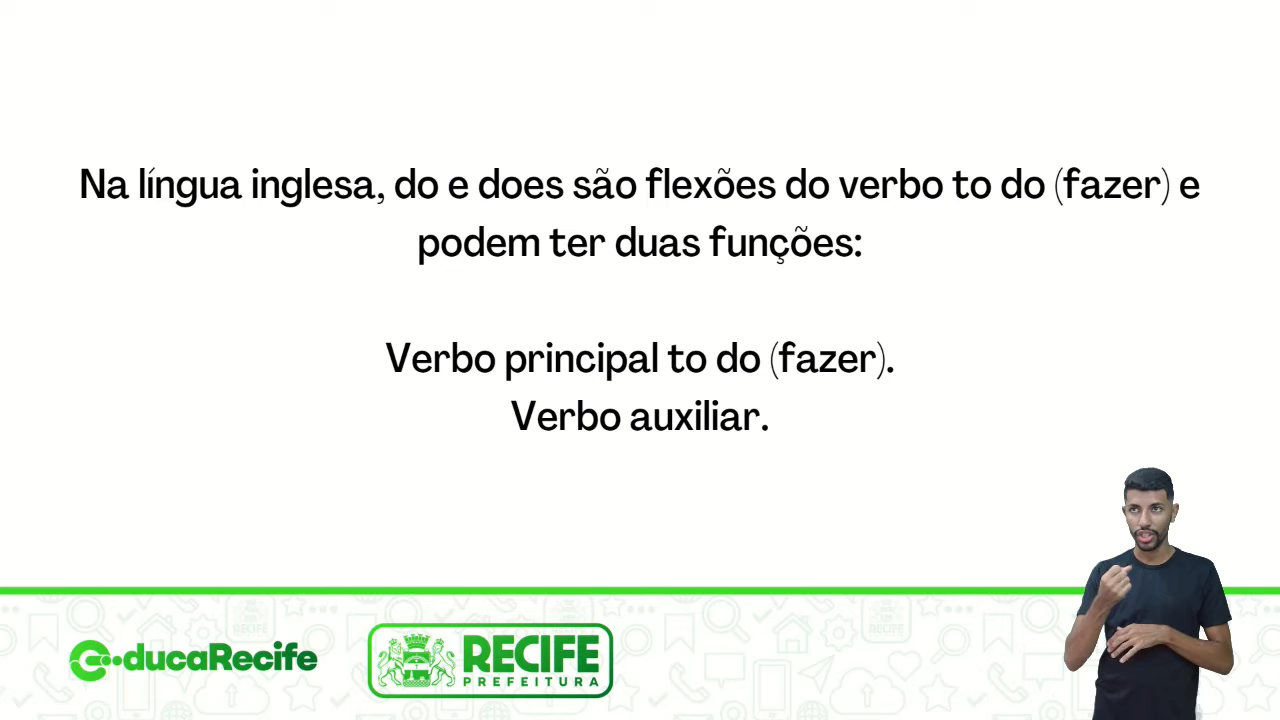 Na língua inglesa, do e does são flexões do verbo to do (fazer) e
podem ter duas funções:
Verbo principal to do (fazer).
Verbo auxiliar.
ducaRecife
RECIFE
PREFEITURA